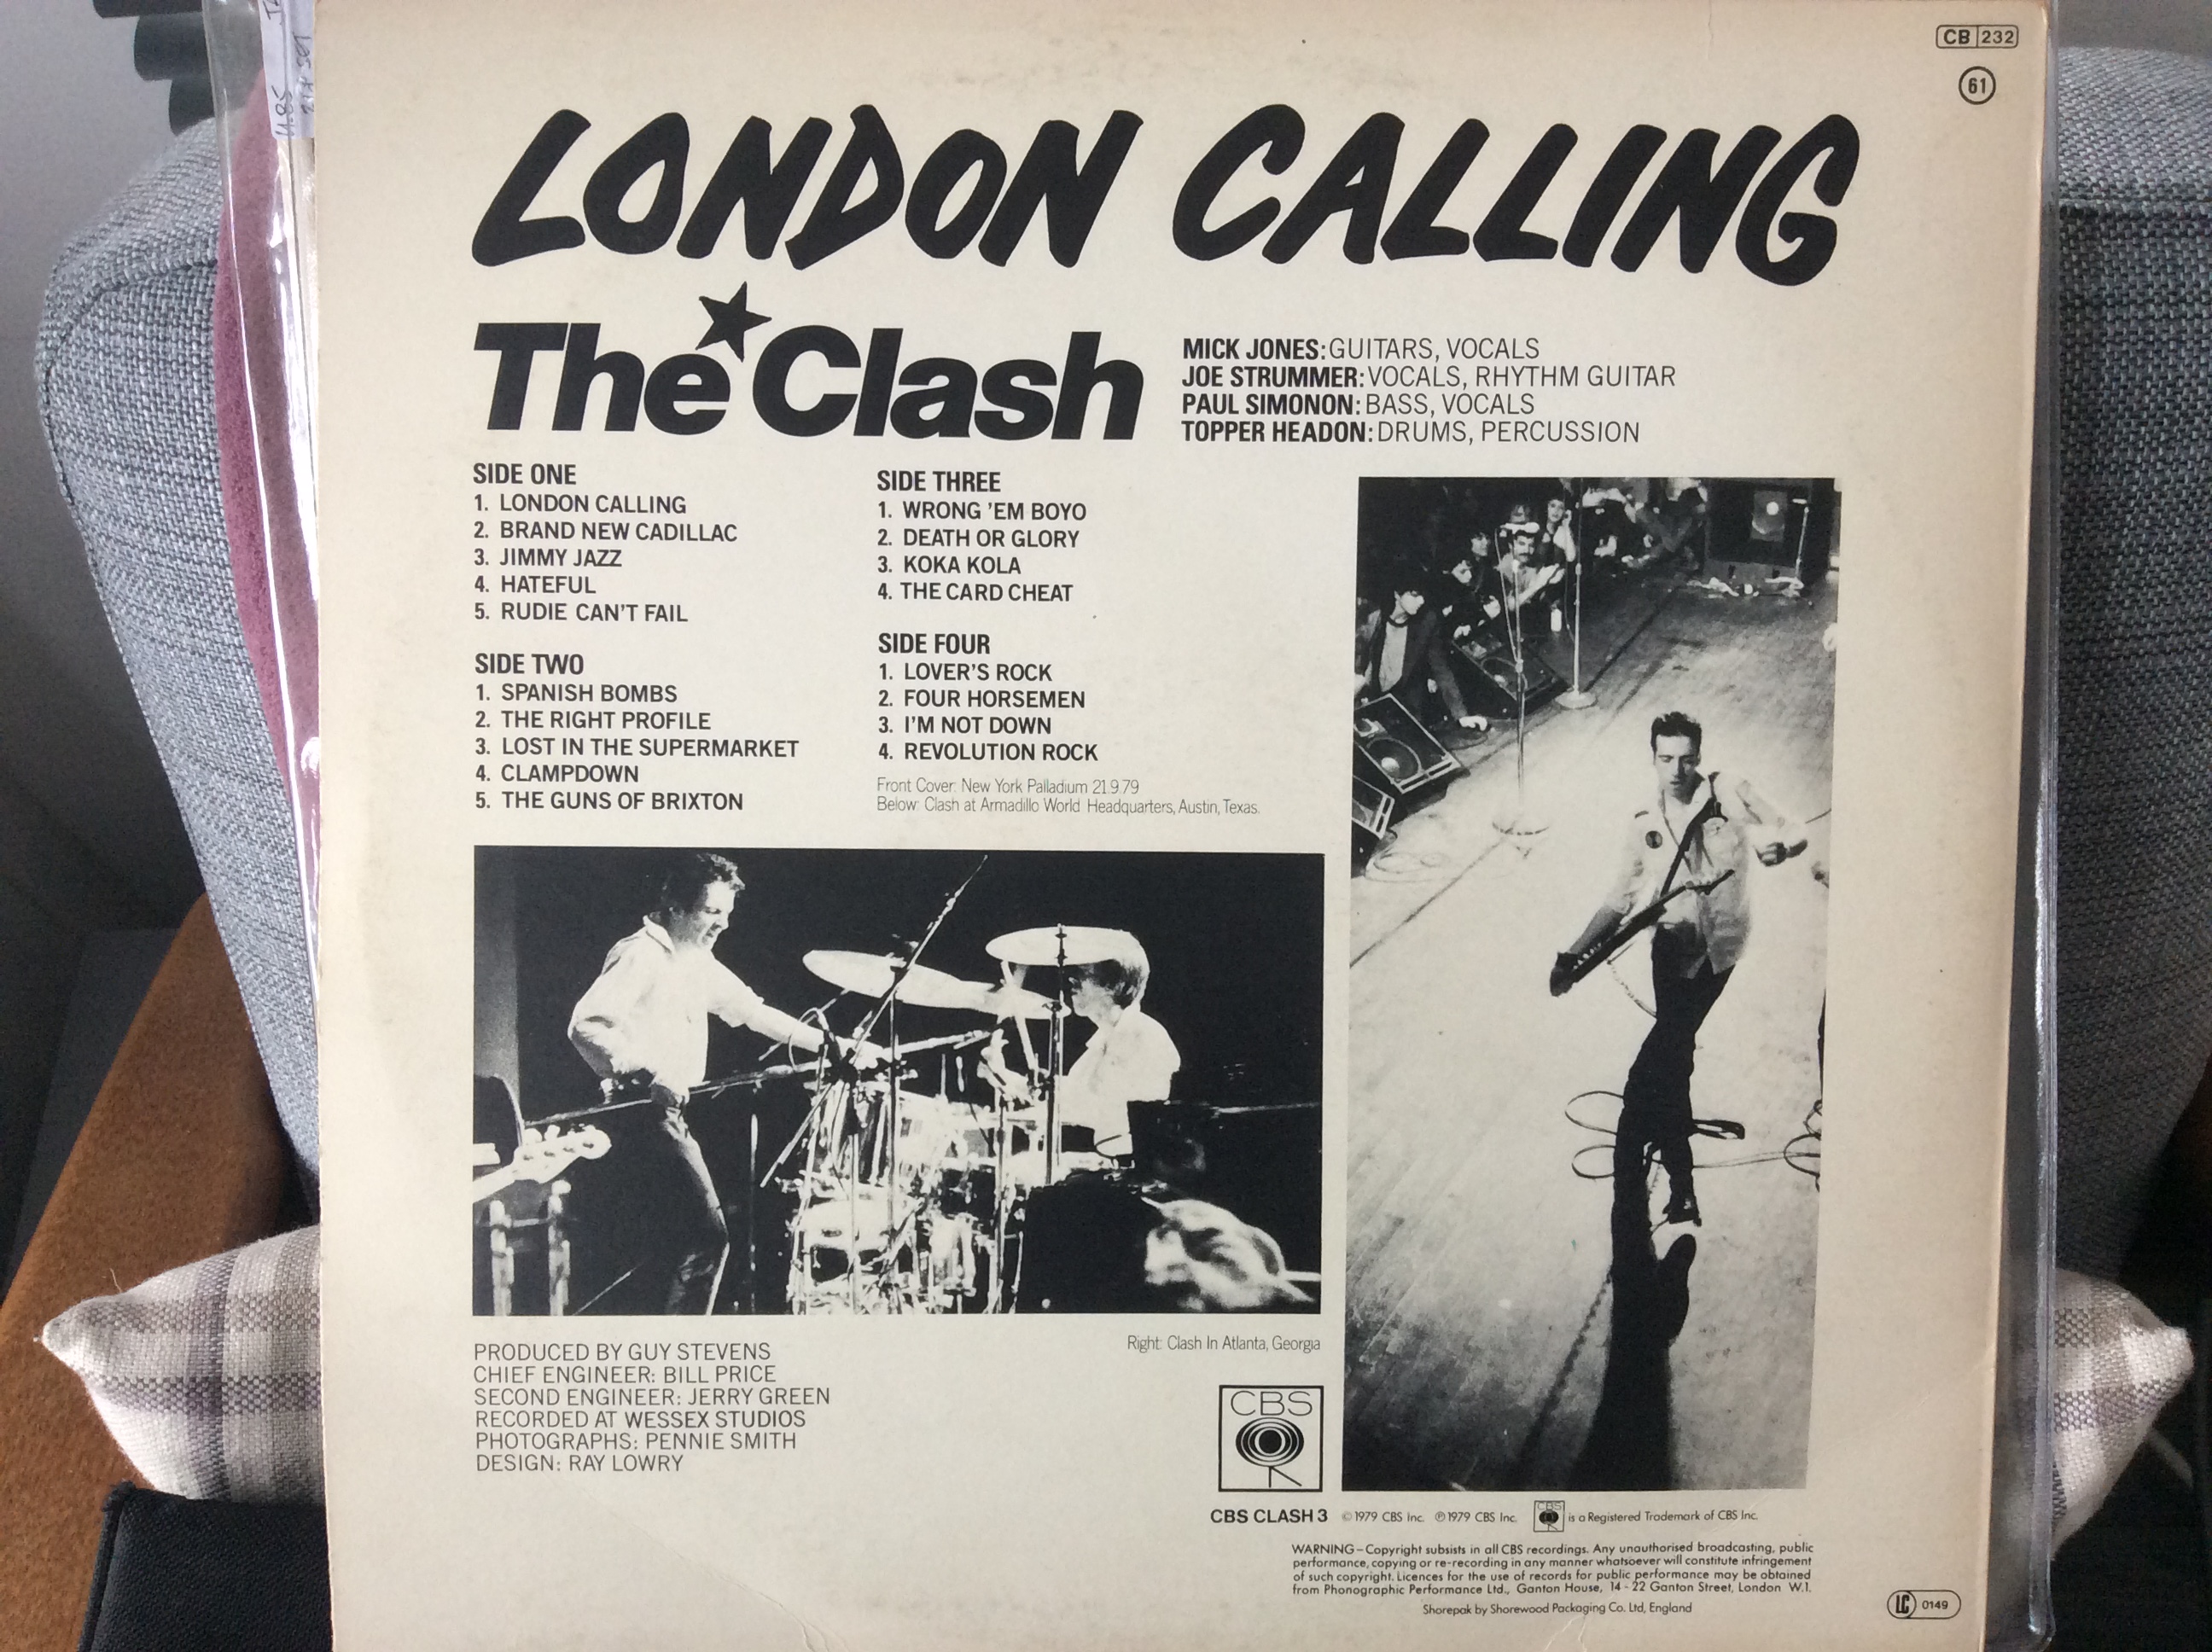 CB 232
61
LONDON CALLING
The Clash
MICK JONES: GUITARS, VOCALS
JOE STRUMMER: VOCALS, RHYTHM GUITAR
PAUL SIMONON: BASS, VOCALS
TOPPER HEADON: DRUMS, PERCUSSION
SIDE ONE
1. LONDON CALLING
2. BRAND NEW CADILLAC
3. JIMMY JAZZ
4. HATEFUL
5. RUDIE CAN'T FAIL
SIDE TWO
1. SPANISH BOMBS
2. THE RIGHT PROFILE
3. LOST IN THE SUPERMARKET
4. CLAMPDOWN
5. THE GUNS OF BRIXTON
SIDE THREE
1. WRONG 'EM BOYO
2. DEATH OR GLORY
3. KOKA KOLA
4. THE CARD CHEAT
SIDE FOUR
1. LOVER'S ROCK
2. FOUR HORSEMEN
3. I'M NOT DOWN
4. REVOLUTION ROCK
Front Cover: New York Palladium 21.9.79
Below: Clash at Armadillo World Headquarters, Austin, Texas.
PRODUCED BY GUY STEVENS
CHIEF ENGINEER: BILL PRICE
SECOND ENGINEER: JERRY GREEN
RECORDED AT WESSEX STUDIOS
PHOTOGRAPHS: PENNIE SMITH
DESIGN: RAY LOWRY
Right: Clash In Atlanta, Georgia
CBS
CBS CLASH 3 ©1979 CBS Inc. ℗1979 CBS Inc. CBS is a Registered Trademark of CBS Inc.
WARNING – Copyright subsists in all CBS recordings. Any unauthorised broadcasting, public
performance, copying or re-recording in any manner whatsoever will constitute infringement
of such copyright. Licences for the use of records for public performance may be obtained
from Phonographic Performance Ltd., Ganton House, 14 - 22 Ganton Street, London W.1.
Shorepak by Shorewood Packaging Co. Ltd, England
LC 0149